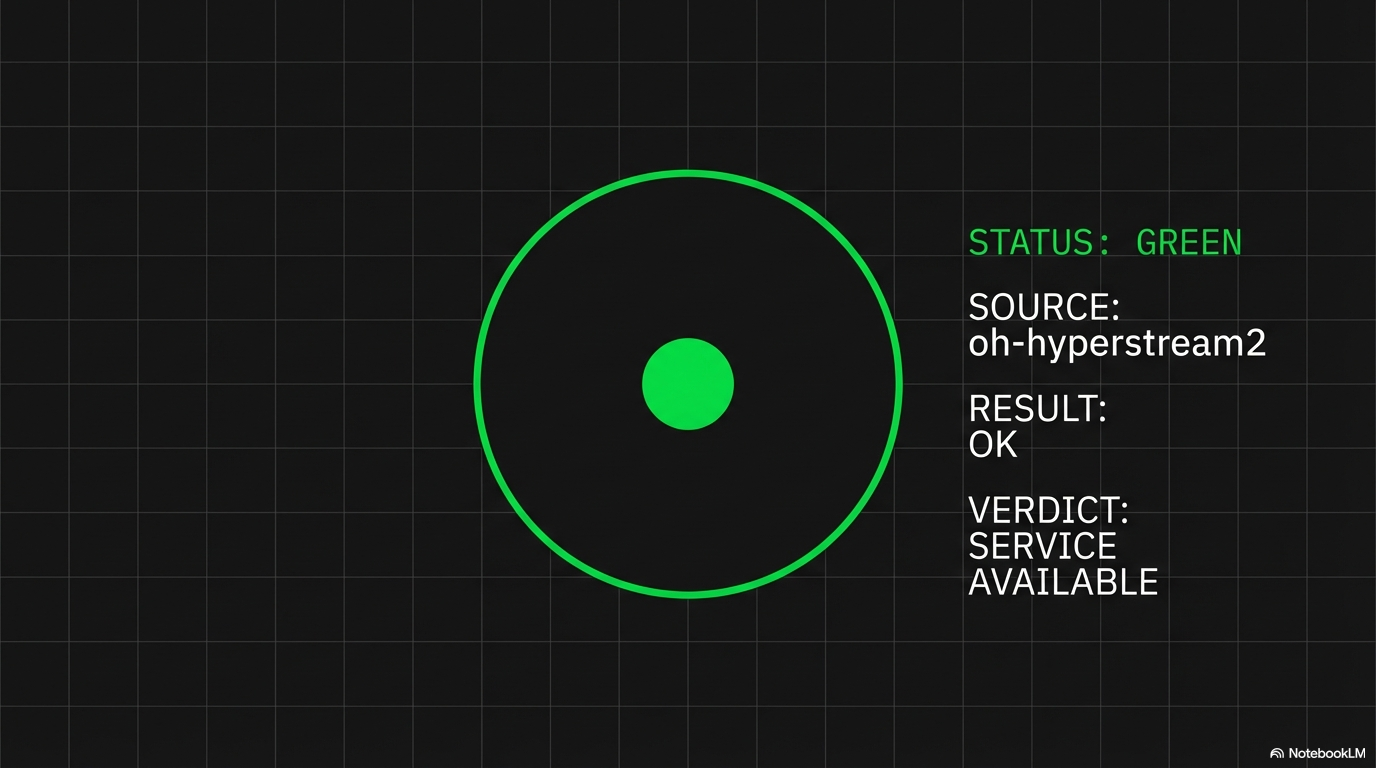 STATUS: GREEN
SOURCE:
oh-hyperstream2
RESULT:
OK
VERDICT:
SERVICE
AVAILABLE
NotebookLM